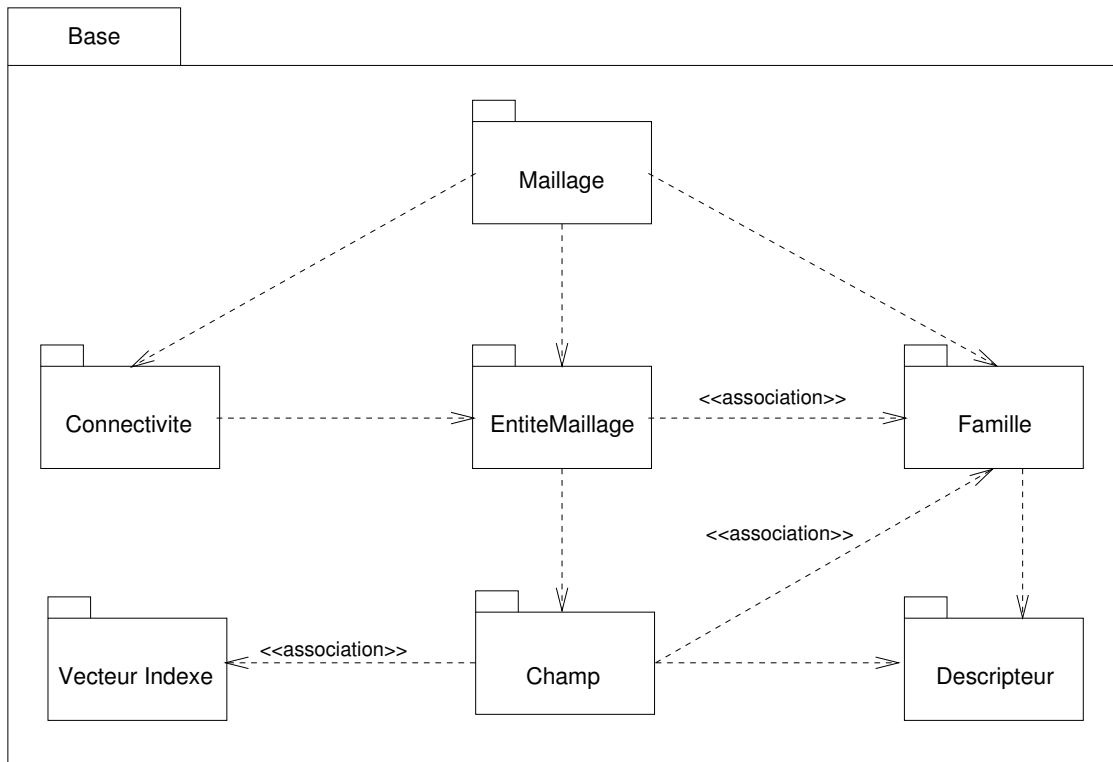 Base
Maillage
Connectivite
EntiteMaillage
<<association>>
Famille
<<association>>
Vecteur Indexe
<<association>>
Champ
Descripteur